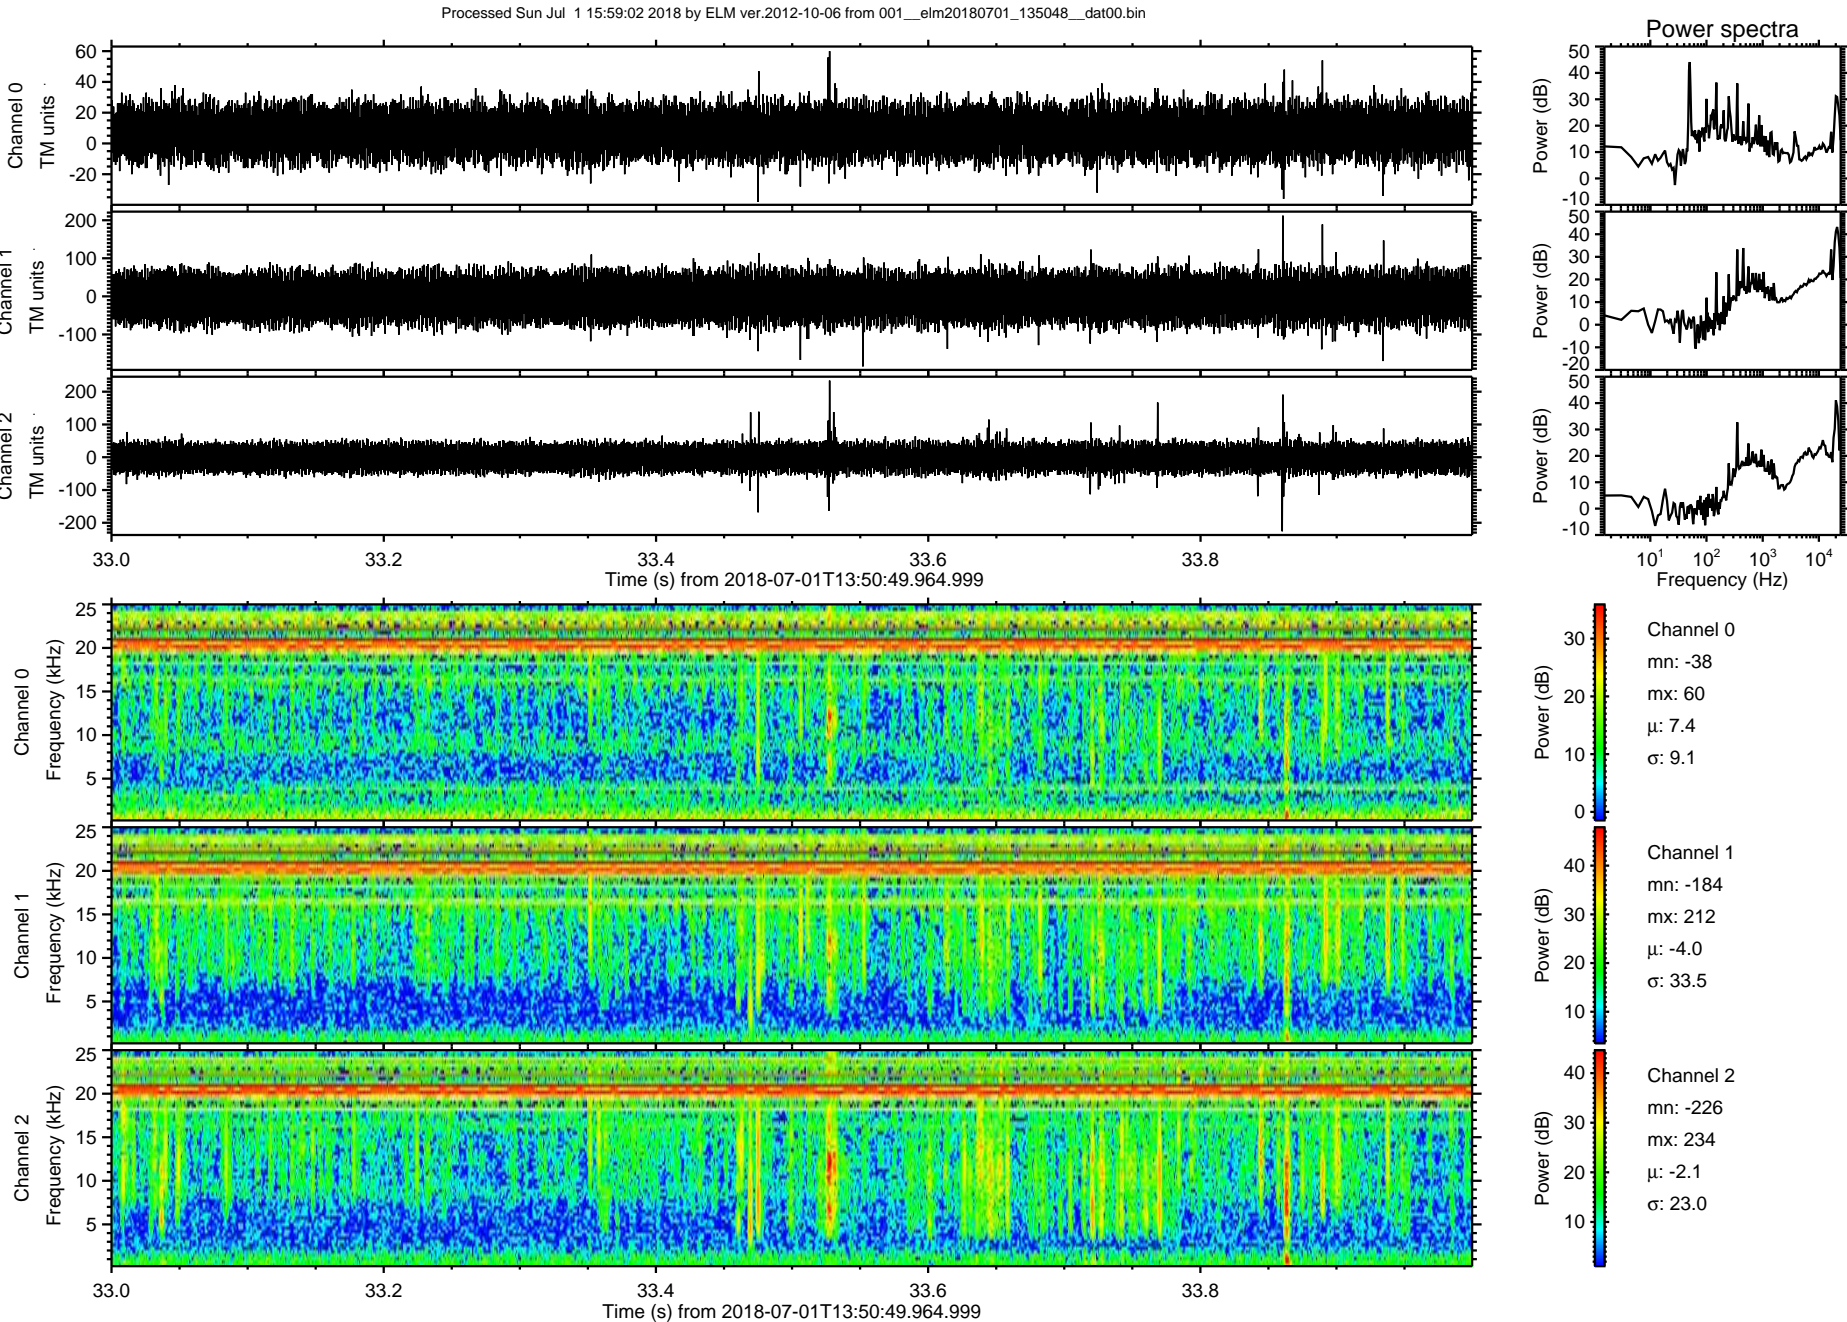 Processed Sun Jul 1 15:59:02 2018 by ELM ver.2012-10-06 from 001__elm20180701_135048__dat00.bin
Power spectra
Channel 0
TM units
60
40
20
0
-20
Power (dB)
50
40
30
20
10
0
-10
Channel 1
TM units
200
100
0
-100
Power (dB)
50
40
30
20
10
0
-10
-20
Channel 2
TM units
200
100
0
-100
-200
Power (dB)
50
40
30
20
10
0
-10
33.0 33.2 33.4 33.6 33.8
Time (s) from 2018-07-01T13:50:49.964.999
10^1 10^2 10^3 10^4
Frequency (Hz)
Channel 0
Frequency (kHz)
25
20
15
10
5
Power (dB)
30
20
10
0
Channel 0
mn: -38
mx: 60
µ: 7.4
σ: 9.1
Channel 1
Frequency (kHz)
25
20
15
10
5
Power (dB)
40
30
20
10
Channel 1
mn: -184
mx: 212
µ: -4.0
σ: 33.5
Channel 2
Frequency (kHz)
25
20
15
10
5
Power (dB)
40
30
20
10
Channel 2
mn: -226
mx: 234
µ: -2.1
σ: 23.0
33.0 33.2 33.4 33.6 33.8
Time (s) from 2018-07-01T13:50:49.964.999